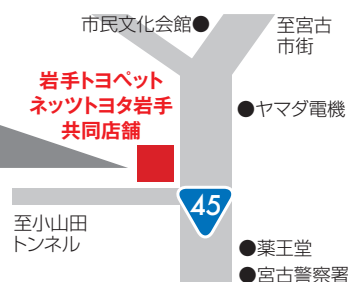 市民文化会館●
至宮古
市街
岩手トヨペット
ネッツトヨタ岩手
共同店舗
●ヤマダ電機
45
至小山田
トンネル
●薬王堂
●宮古警察署